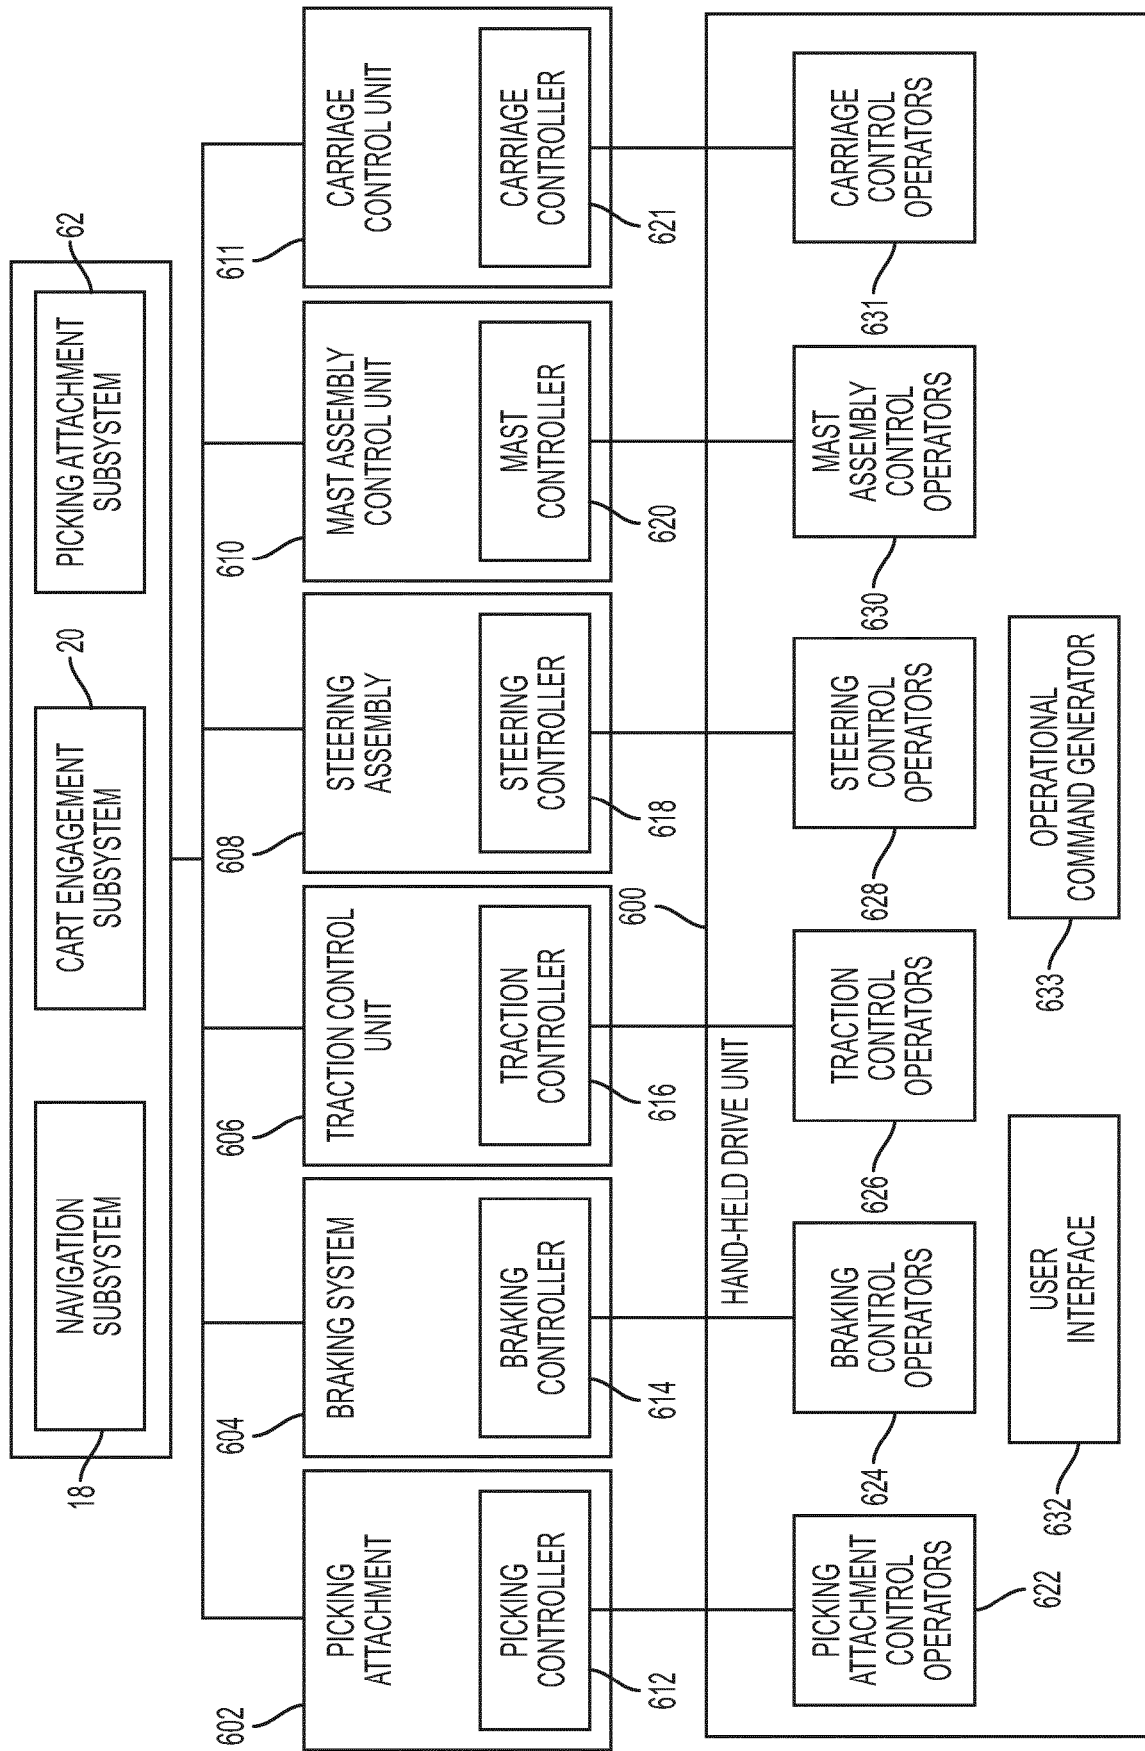 18
NAVIGATION
SUBSYSTEM
CART ENGAGEMENT
SUBSYSTEM
20
PICKING ATTACHMENT
SUBSYSTEM
62
602
PICKING
ATTACHMENT
PICKING
CONTROLLER
612
604
BRAKING SYSTEM
BRAKING
CONTROLLER
614
606
TRACTION CONTROL
UNIT
TRACTION
CONTROLLER
616
608
STEERING
ASSEMBLY
STEERING
CONTROLLER
618
610
MAST ASSEMBLY
CONTROL UNIT
MAST
CONTROLLER
620
611
CARRIAGE
CONTROL UNIT
CARRIAGE
CONTROLLER
621
HAND-HELD DRIVE UNIT
600
PICKING
ATTACHMENT
CONTROL
OPERATORS
622
BRAKING
CONTROL
OPERATORS
624
TRACTION
CONTROL
OPERATORS
626
STEERING
CONTROL
OPERATORS
628
MAST
ASSEMBLY
CONTROL
OPERATORS
630
CARRIAGE
CONTROL
OPERATORS
631
632
USER
INTERFACE
633
OPERATIONAL
COMMAND GENERATOR